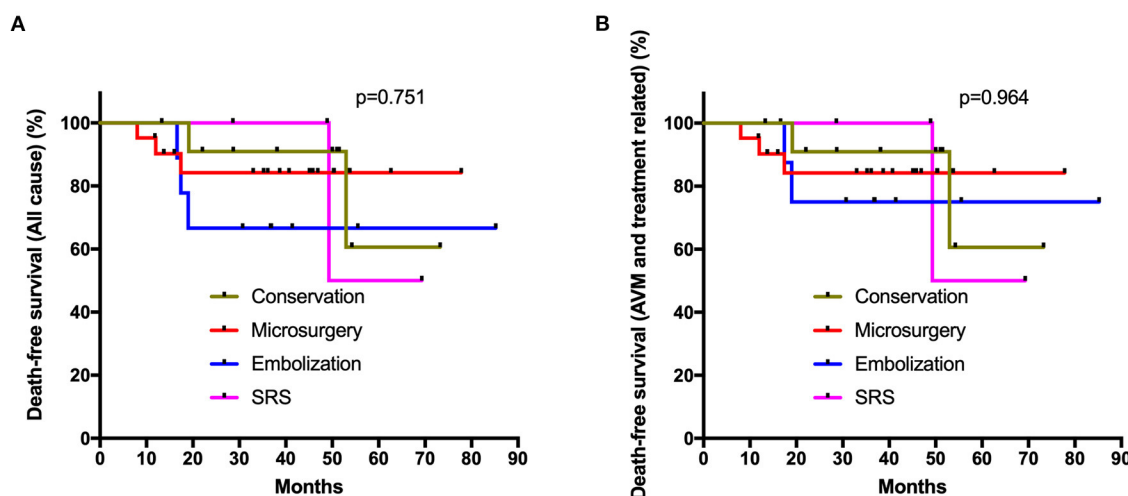 A
p=0.751
Death-free survival (All cause) (%)
100
80
60
40
20
0
Conservation
Microsurgery
Embolization
SRS
0 10 20 30 40 50 60 70 80 90
Months
B
p=0.964
Death-free survival (AVM and treatment related) (%)
100
80
60
40
20
0
Conservation
Microsurgery
Embolization
SRS
0 10 20 30 40 50 60 70 80 90
Months